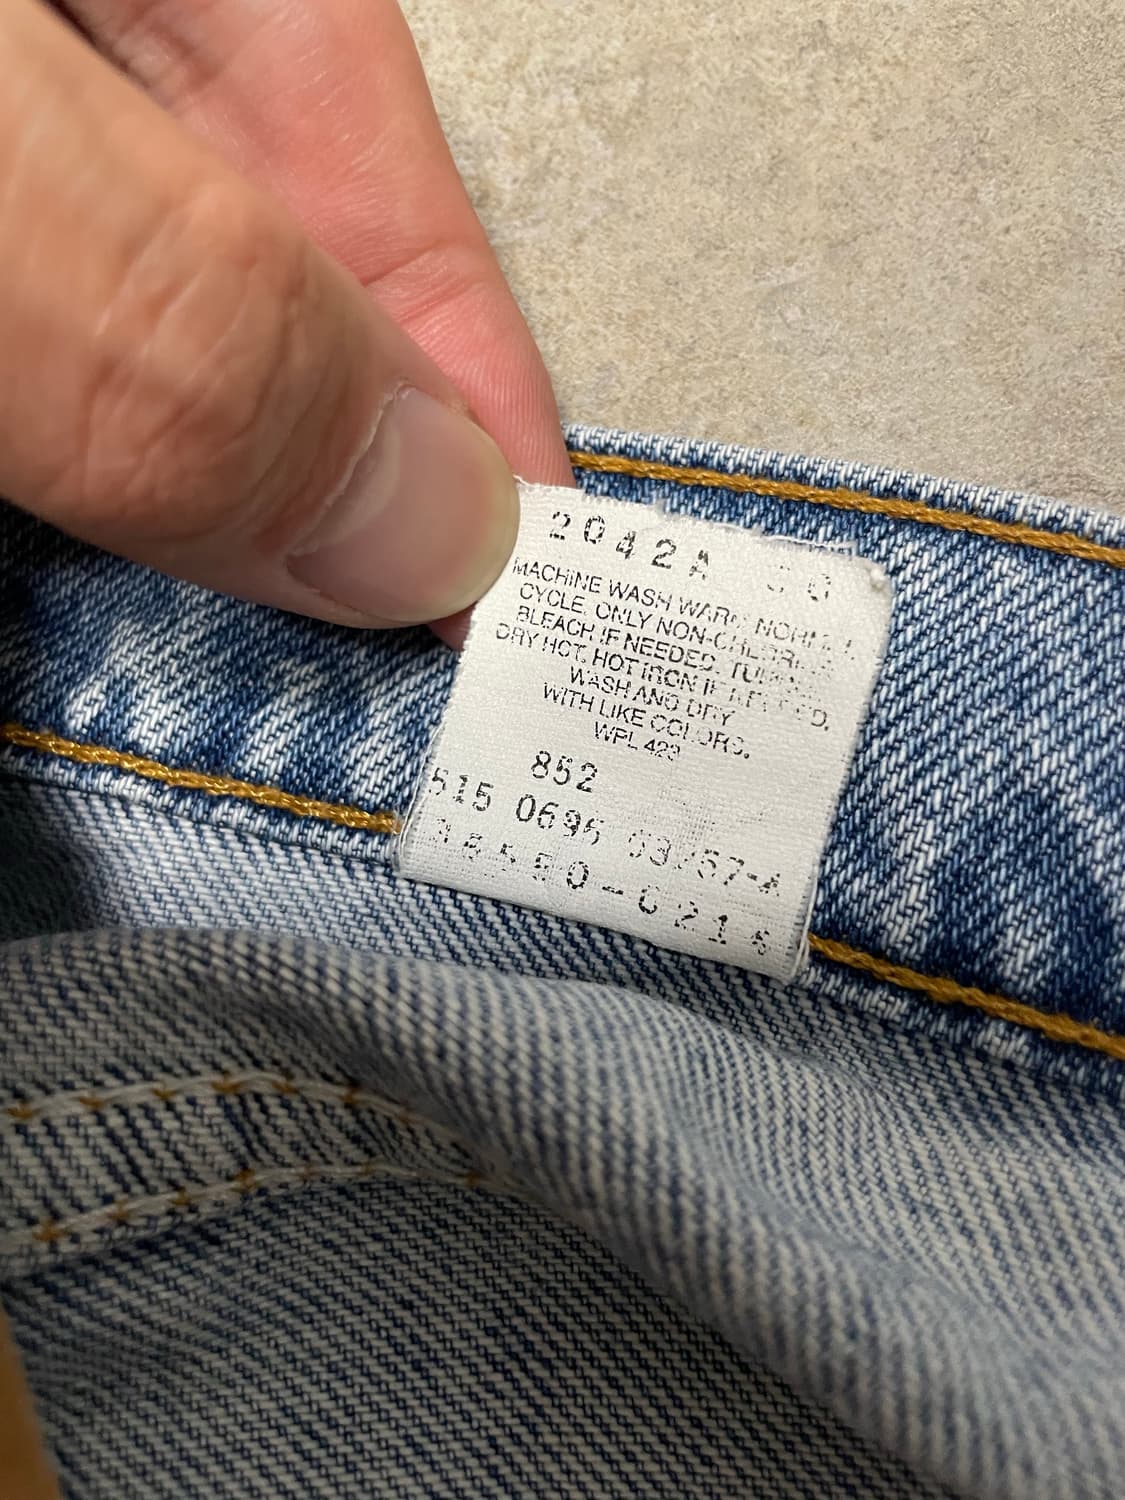 2042A
MACHINE WASH WARM, NORMAL
CYCLE. ONLY NON-CHLORINE
BLEACH IF NEEDED. TUMBLE
DRY HOT. HOT IRON IF NEEDED.
WASH AND DRY
WITH LIKE COLORS.
WPL 423
852
515 0695